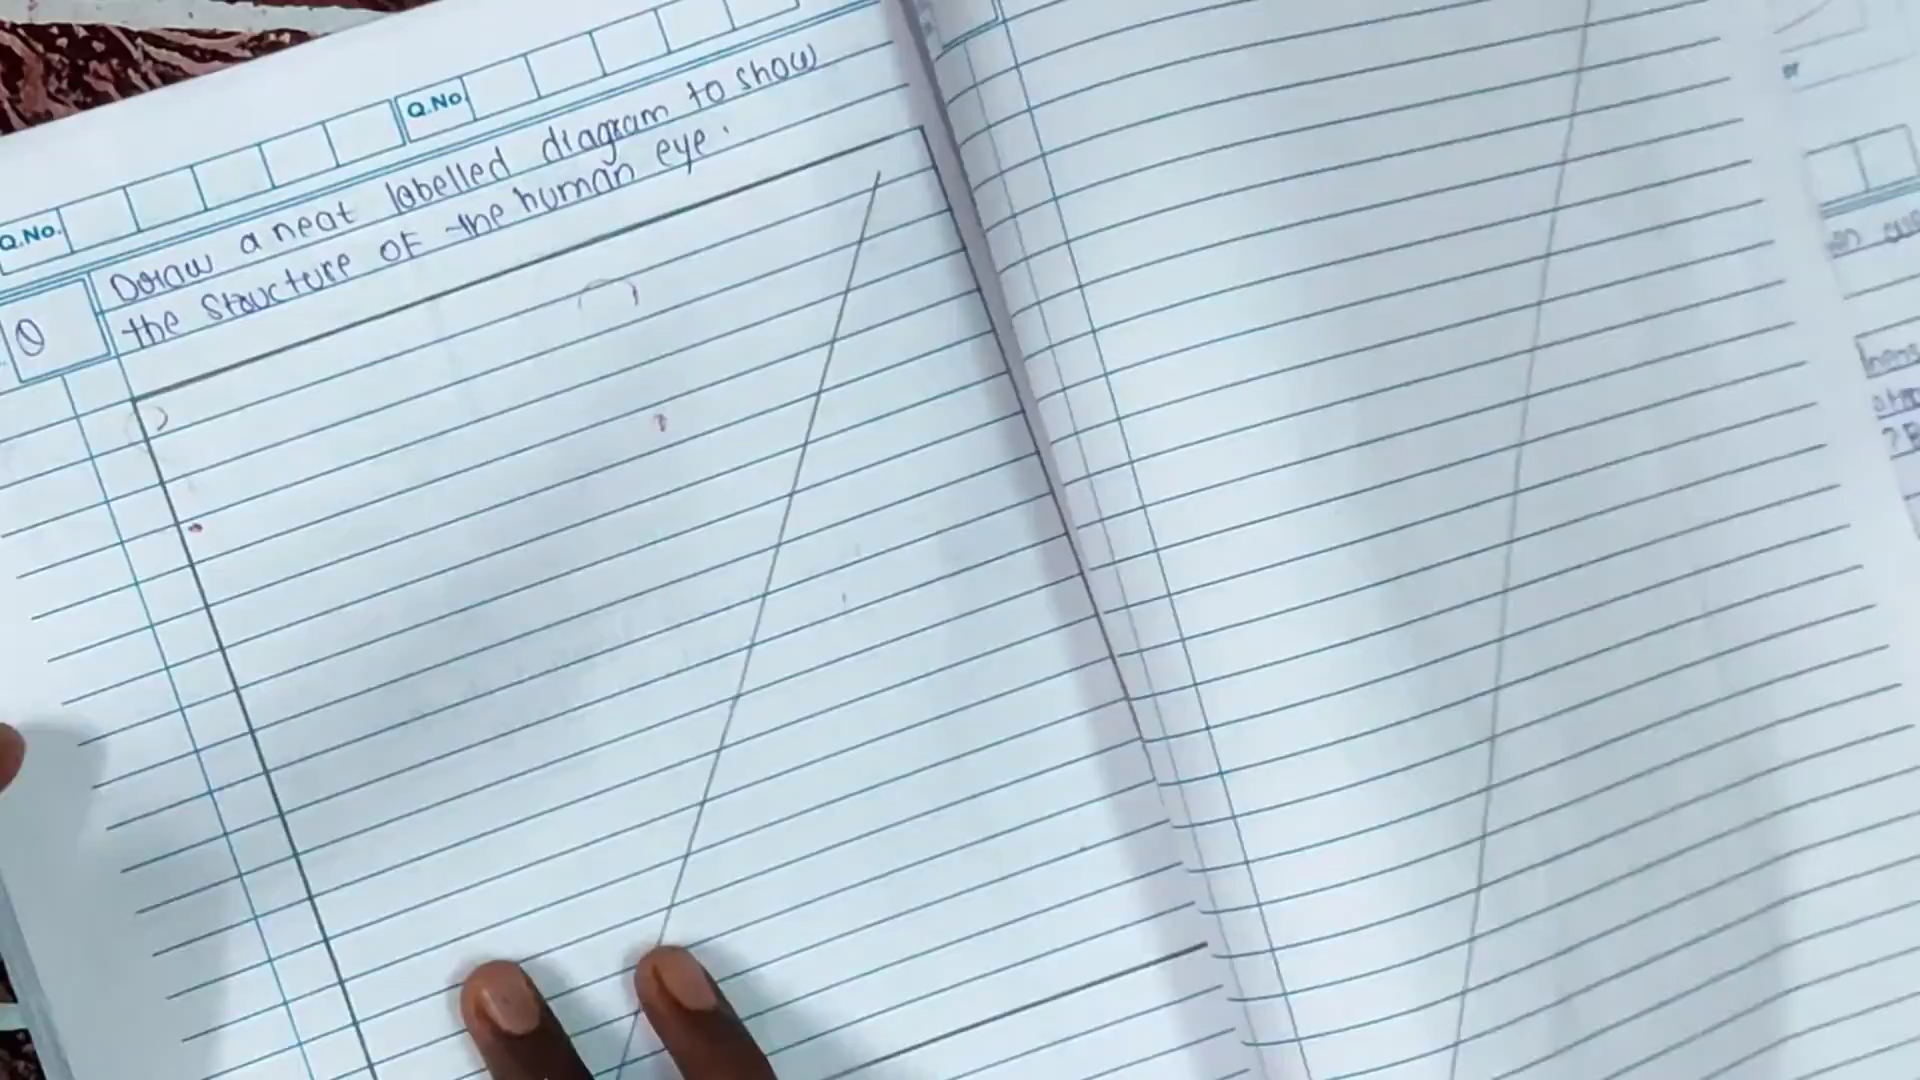 Q.No.
Q.No.
Q
Draw a neat labelled diagram to show
the structure of the human eye.